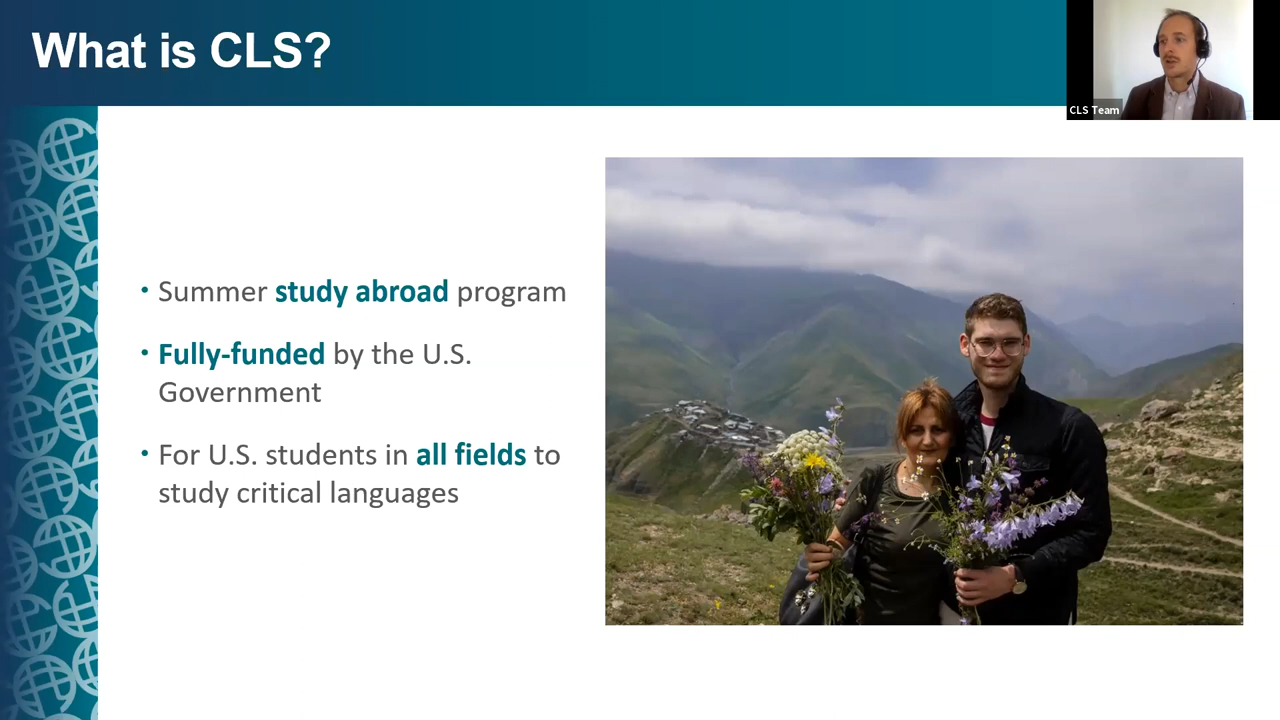 What is CLS?
CLS Team
• Summer study abroad program
• Fully-funded by the U.S.
Government
• For U.S. students in all fields to
study critical languages